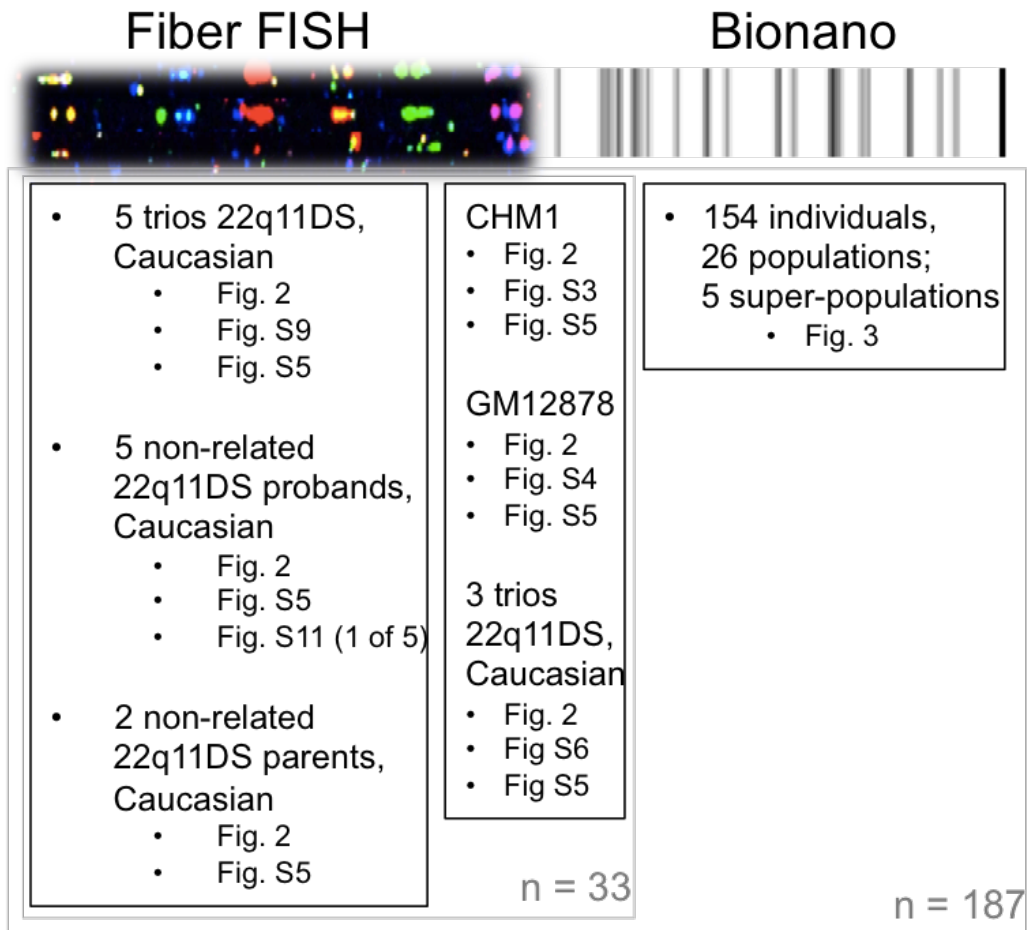 Fiber FISH
Bionano
• 5 trios 22q11DS,
Caucasian
• Fig. 2
• Fig. S9
• Fig. S5
• 5 non-related
22q11DS probands,
Caucasian
• Fig. 2
• Fig. S5
• Fig. S11 (1 of 5)
• 2 non-related
22q11DS parents,
Caucasian
• Fig. 2
• Fig. S5
CHM1
• Fig. 2
• Fig. S3
• Fig. S5
GM12878
• Fig. 2
• Fig. S4
• Fig. S5
3 trios
22q11DS,
Caucasian
• Fig. 2
• Fig S6
• Fig S5
n = 33
• 154 individuals,
26 populations;
5 super-populations
• Fig. 3
n = 187